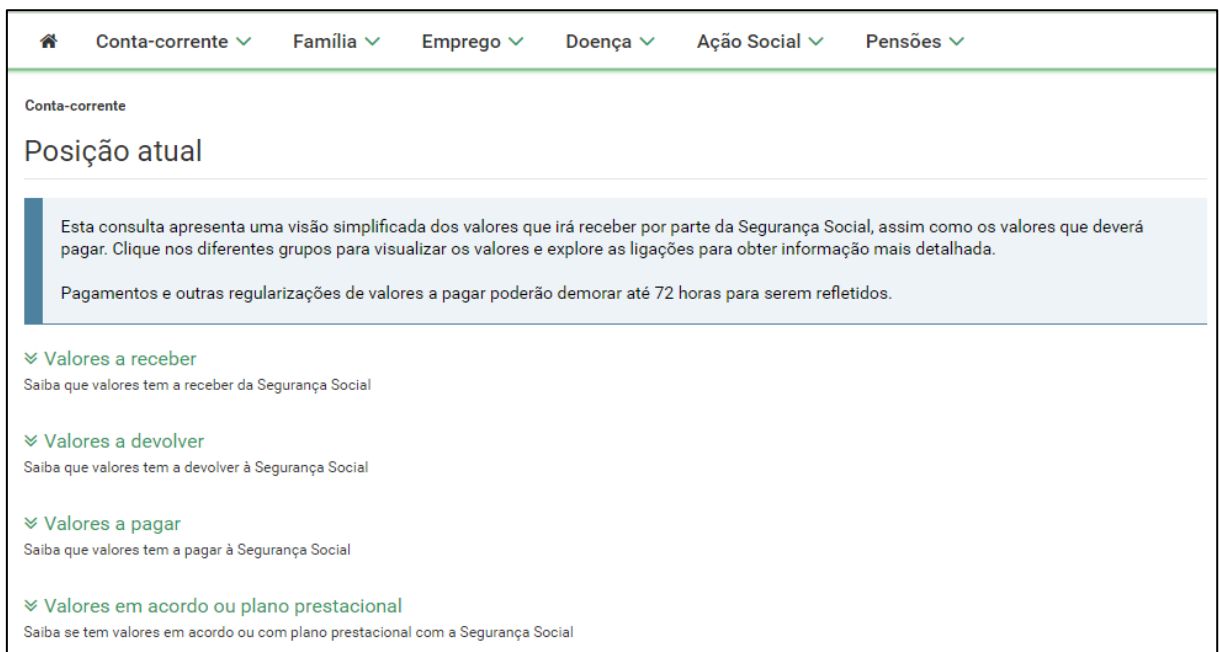 Conta-corrente Família Emprego Doença Ação Social Pensões
Conta-corrente
Posição atual
Esta consulta apresenta uma visão simplificada dos valores que irá receber por parte da Segurança Social, assim como os valores que deverá
pagar. Clique nos diferentes grupos para visualizar os valores e explore as ligações para obter informação mais detalhada.
Pagamentos e outras regularizações de valores a pagar poderão demorar até 72 horas para serem refletidos.
Valores a receber
Saiba que valores tem a receber da Segurança Social
Valores a devolver
Saiba que valores tem a devolver à Segurança Social
Valores a pagar
Saiba que valores tem a pagar à Segurança Social
Valores em acordo ou plano prestacional
Saiba se tem valores em acordo ou com plano prestacional com a Segurança Social